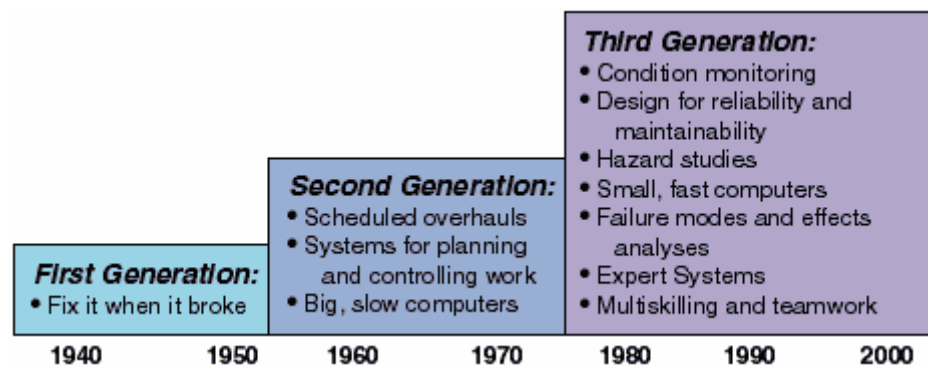 Third Generation:
• Condition monitoring
• Design for reliability and
maintainability
• Hazard studies
• Small, fast computers
• Failure modes and effects
analyses
• Expert Systems
• Multiskilling and teamwork
Second Generation:
• Scheduled overhauls
• Systems for planning
and controlling work
• Big, slow computers
First Generation:
• Fix it when it broke
1940 1950 1960 1970 1980 1990 2000